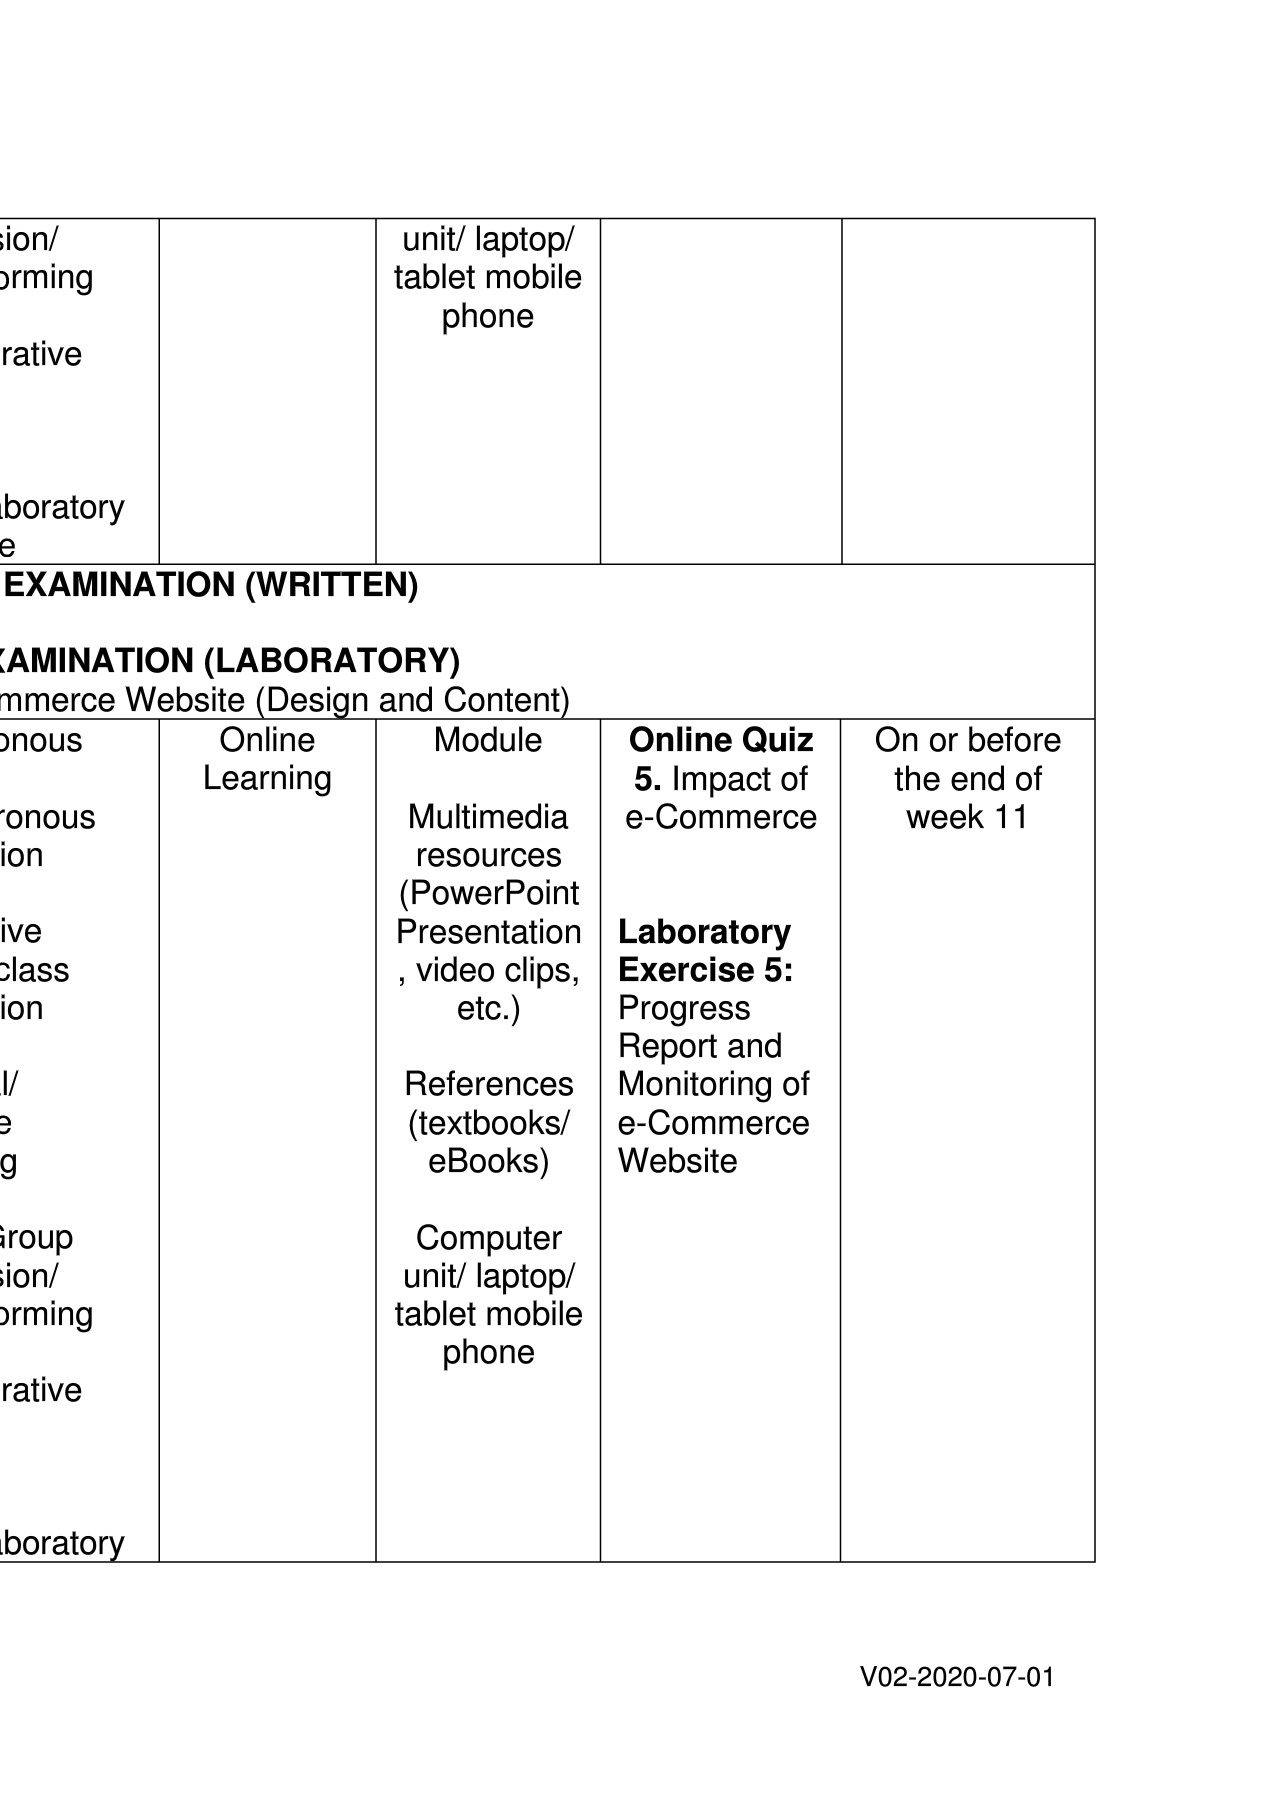 sion/
orming
rative
aboratory
e
unit/ laptop/
tablet mobile
phone
EXAMINATION (WRITTEN)
XAMINATION (LABORATORY)
mmerce Website (Design and Content)
onous
ronous
ion
ive
class
ion
l/
e
g
Group
sion/
orming
rative
aboratory
Online
Learning
Module
Multimedia
resources
(PowerPoint
Presentation
, video clips,
etc.)
References
(textbooks/
eBooks)
Computer
unit/ laptop/
tablet mobile
phone
Online Quiz
5. Impact of
e-Commerce
Laboratory
Exercise 5:
Progress
Report and
Monitoring of
e-Commerce
Website
On or before
the end of
week 11
V02-2020-07-01